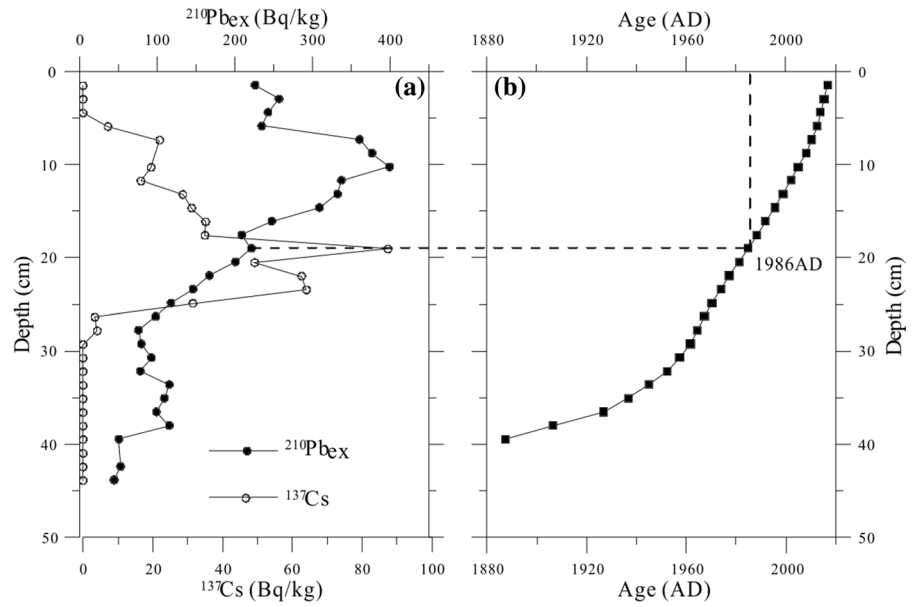 ²¹⁰Pbex (Bq/kg)
0 100 200 300 400
Age (AD)
1880 1920 1960 2000
(a)
(b)
0 10 20 30 40 50
Depth (cm)
²¹⁰Pbex
¹³⁷Cs
1986AD
0 10 20 30 40 50
Depth (cm)
0 20 40 60 80 100
¹³⁷Cs (Bq/kg)
1880 1920 1960 2000
Age (AD)